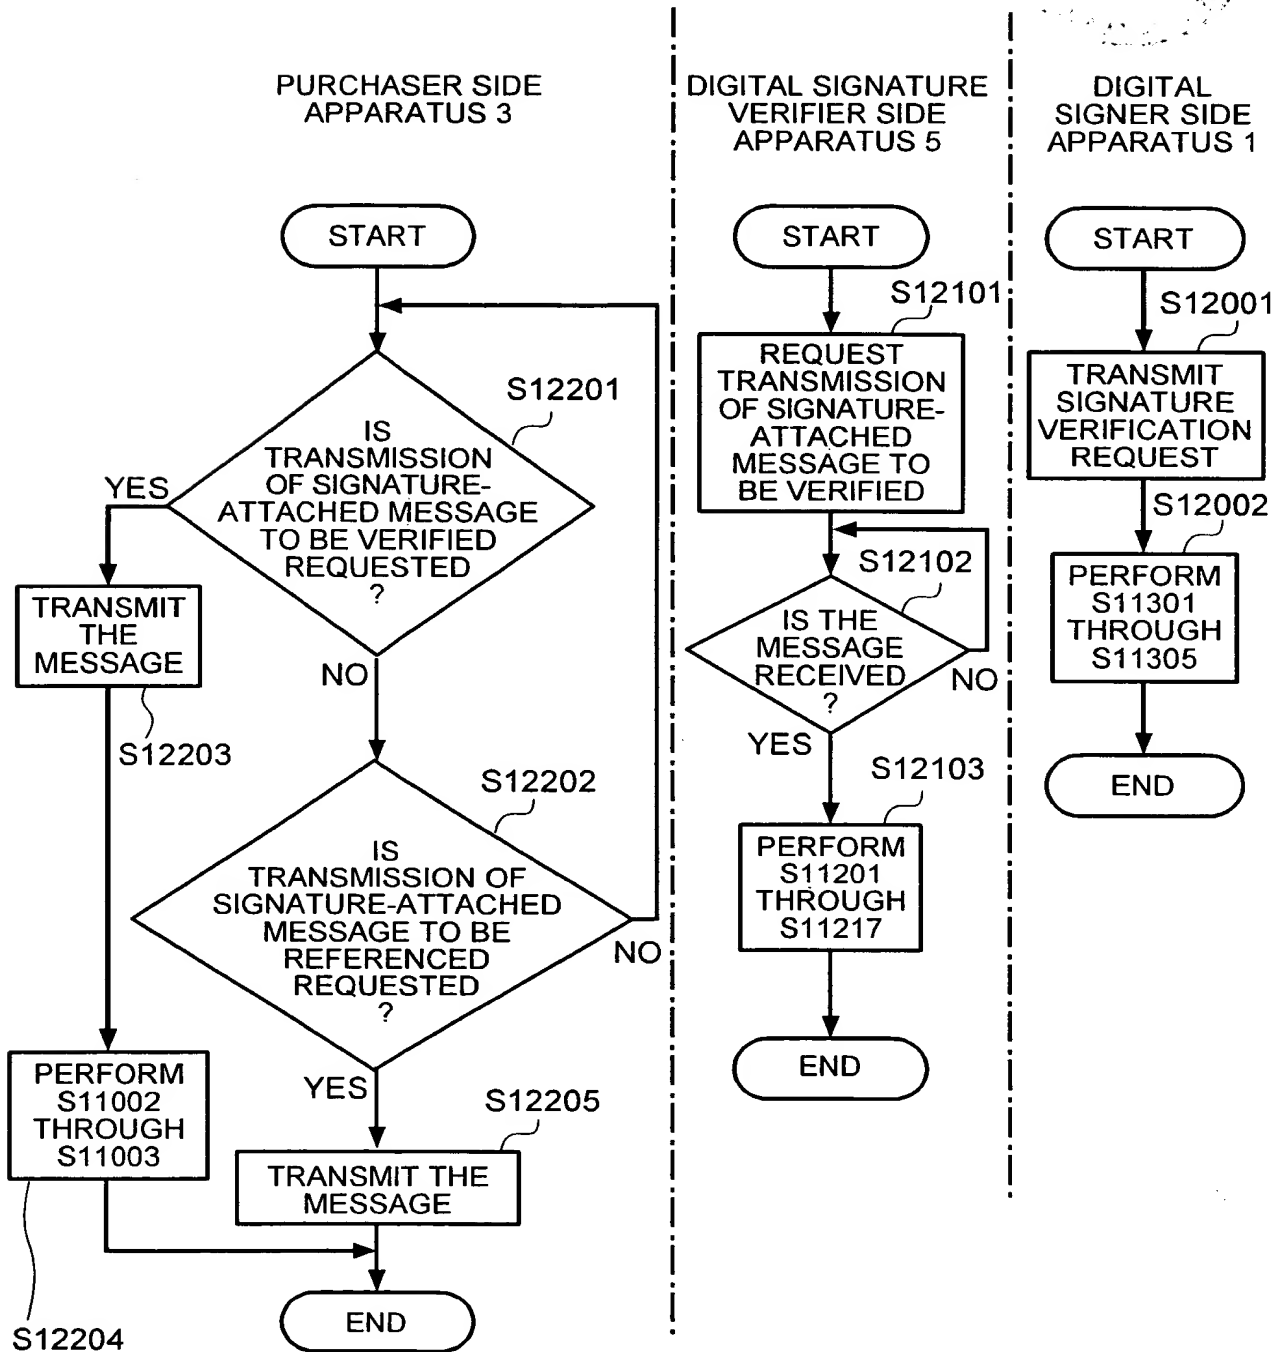 PURCHASER SIDE
APPARATUS 3
START
S12201
IS
TRANSMISSION
OF SIGNATURE-
ATTACHED MESSAGE
TO BE VERIFIED
REQUESTED
?
YES
NO
TRANSMIT
THE
MESSAGE
S12203
S12202
IS
TRANSMISSION OF
SIGNATURE-ATTACHED
MESSAGE TO BE
REFERENCED
REQUESTED
?
NO
YES
PERFORM
S11002
THROUGH
S11003
S12204
S12205
TRANSMIT THE
MESSAGE
END
DIGITAL SIGNATURE
VERIFIER SIDE
APPARATUS 5
START
S12101
REQUEST
TRANSMISSION
OF SIGNATURE-
ATTACHED
MESSAGE TO
BE VERIFIED
S12102
IS THE
MESSAGE
RECEIVED
?
NO
YES
S12103
PERFORM
S11201
THROUGH
S11217
END
DIGITAL
SIGNER SIDE
APPARATUS 1
START
S12001
TRANSMIT
SIGNATURE
VERIFICATION
REQUEST
S12002
PERFORM
S11301
THROUGH
S11305
END